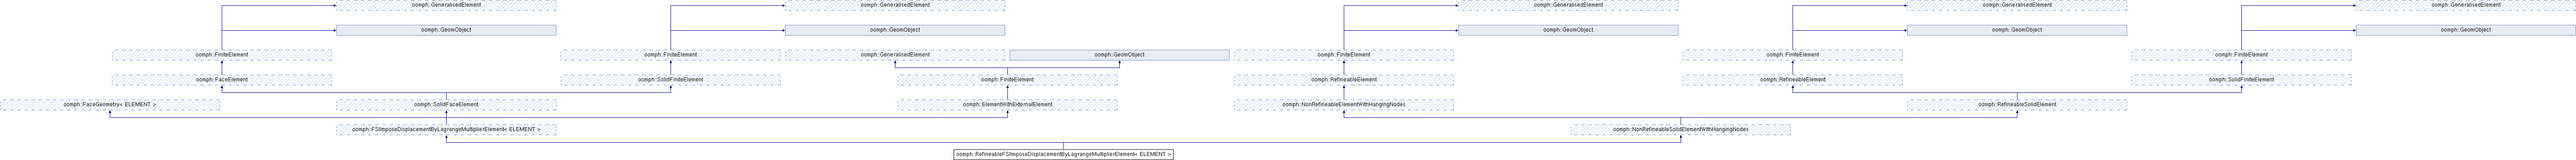 oomph::GeneralisedElement oomph::GeneralisedElement oomph::GeneralisedElement oomph::GeneralisedElement oomph::GeneralisedElement
oomph::GeomObject oomph::GeomObject oomph::GeomObject oomph::GeomObject oomph::GeomObject
oomph::FiniteElement oomph::FiniteElement oomph::GeneralisedElement oomph::GeomObject oomph::FiniteElement oomph::FiniteElement oomph::FiniteElement
oomph::FaceElement oomph::SolidFiniteElement oomph::FiniteElement oomph::RefineableElement oomph::RefineableElement oomph::SolidFiniteElement
oomph::FaceGeometry< ELEMENT > oomph::SolidFaceElement oomph::ElementWithExternalElement oomph::NonRefineableElementWithHangingNodes oomph::RefineableSolidElement
oomph::FSIImposeDisplacementByLagrangeMultiplierElement< ELEMENT > oomph::NonRefineableSolidElementWithHangingNodes
oomph::RefineableFSIImposeDisplacementByLagrangeMultiplierElement< ELEMENT >